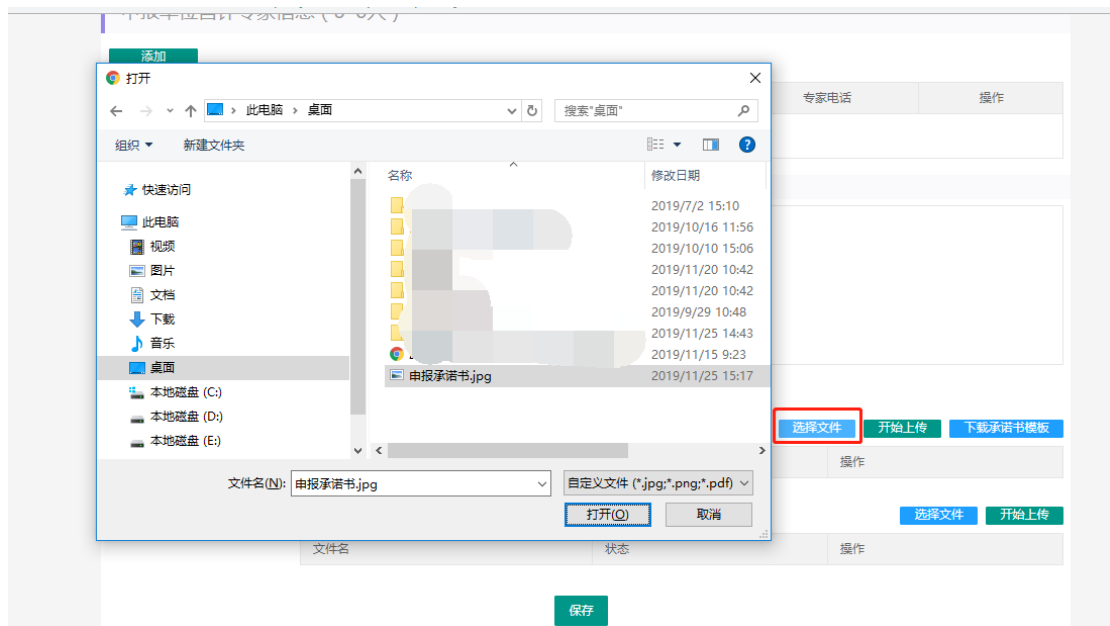 添加
打开
专家电话 操作
此电脑 桌面 搜索"桌面"
组织 新建文件夹
名称 修改日期
快速访问
此电脑
视频
图片
文档
下载
音乐
桌面
本地磁盘 (C:)
本地磁盘 (D:)
本地磁盘 (E:)
2019/7/2 15:10
2019/10/16 11:56
2019/10/10 15:06
2019/11/20 10:42
2019/11/20 10:42
2019/9/29 10:48
2019/11/25 14:43
2019/11/15 9:23
申报承诺书.jpg 2019/11/25 15:17
选择文件 开始上传 下载承诺书模板
操作
文件名(N): 申报承诺书.jpg 自定义文件 (*.jpg;*.png;*.pdf)
打开(O) 取消
选择文件 开始上传
文件名 状态 操作
保存